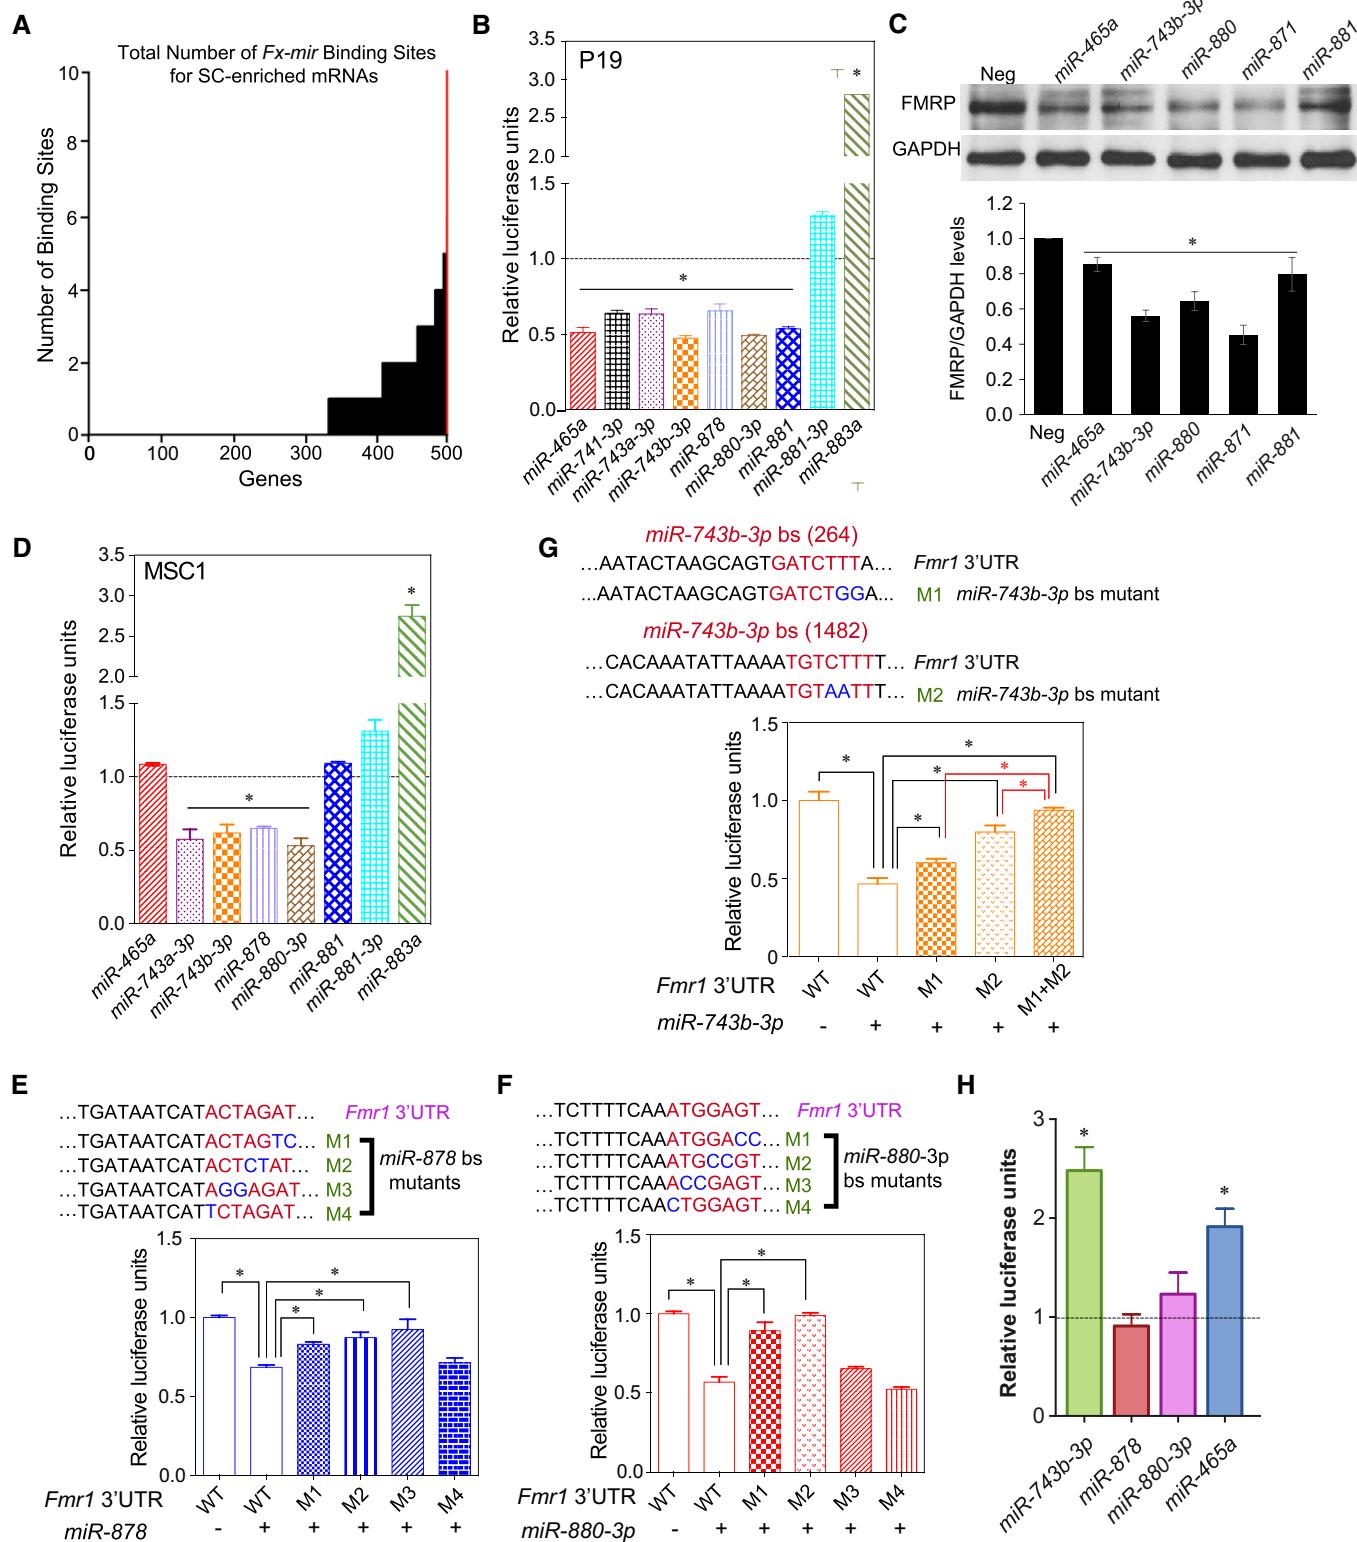 A
Total Number of Fx-mir Binding Sites
for SC-enriched mRNAs
Number of Binding Sites
10
8
6
4
2
0
0 100 200 300 400 500
Genes
B
P19
Relative luciferase units
3.5
3.0
2.5
2.0
1.5
1.0
0.5
0.0
*
*
miR-465a
miR-741-3p
miR-743a-3p
miR-743b-3p
miR-878
miR-880-3p
miR-881
miR-881-3p
miR-883a
C
Neg
miR-465a
miR-743b-3p
miR-880
miR-871
miR-881
FMRP
GAPDH
FMRP/GAPDH levels
1.2
1.0
0.8
0.6
0.4
0.2
0.0
*
Neg
miR-465a
miR-743b-3p
miR-880
miR-871
miR-881
D
MSC1
Relative luciferase units
3.5
3.0
2.5
2.0
1.5
1.0
0.5
0.0
*
*
miR-465a
miR-743a-3p
miR-743b-3p
miR-878
miR-880-3p
miR-881
miR-881-3p
miR-883a
G
miR-743b-3p bs (264)
...AATACTAAGCAGTGATCTTTA... Fmr1 3'UTR
...AATACTAAGCAGTGATCTGGA... M1 miR-743b-3p bs mutant
miR-743b-3p bs (1482)
...CACAAATATTAAAATGTCTTTT... Fmr1 3'UTR
...CACAAATATTAAAATGTAATTT... M2 miR-743b-3p bs mutant
Relative luciferase units
1.5
1.0
0.5
0
* * * * * *
Fmr1 3'UTR WT WT M1 M2 M1+M2
miR-743b-3p - + + + +
E
...TGATAATCATACTAGAT... Fmr1 3'UTR
...TGATAATCATACTAGTC... M1
...TGATAATCATACTCTAT... M2
...TGATAATCATAGGAGAT... M3
...TGATAATCATTCTAGAT... M4
miR-878 bs
mutants
Relative luciferase units
1.5
1.0
0.5
0.0
* * * *
Fmr1 3'UTR WT WT M1 M2 M3 M4
miR-878 - + + + + +
F
...TCTTTTCAAATGGAGT... Fmr1 3'UTR
...TCTTTTCAAATGGACC... M1
...TCTTTTCAAATGCCGT... M2
...TCTTTTCAAACCGAGT... M3
...TCTTTTCAACTGGAGT... M4
miR-880-3p
bs mutants
Relative luciferase units
1.5
1.0
0.5
0.0
* * *
Fmr1 3'UTR WT WT M1 M2 M3 M4
miR-880-3p - + + + + +
H
Relative luciferase units
3
2
1
0
*
*
miR-743b-3p
miR-878
miR-880-3p
miR-465a